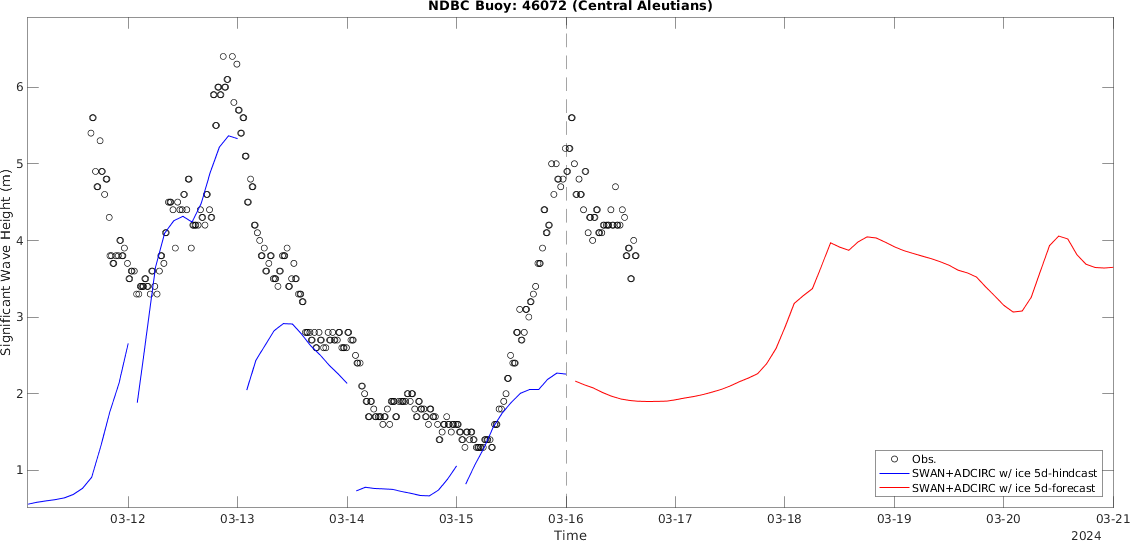 NDBC Buoy: 46072 (Central Aleutians)
Significant Wave Height (m)
6
5
4
3
2
1
03-12 03-13 03-14 03-15 03-16 03-17 03-18 03-19 03-20 03-21
Time
2024
Obs.
SWAN+ADCIRC w/ ice 5d-hindcast
SWAN+ADCIRC w/ ice 5d-forecast